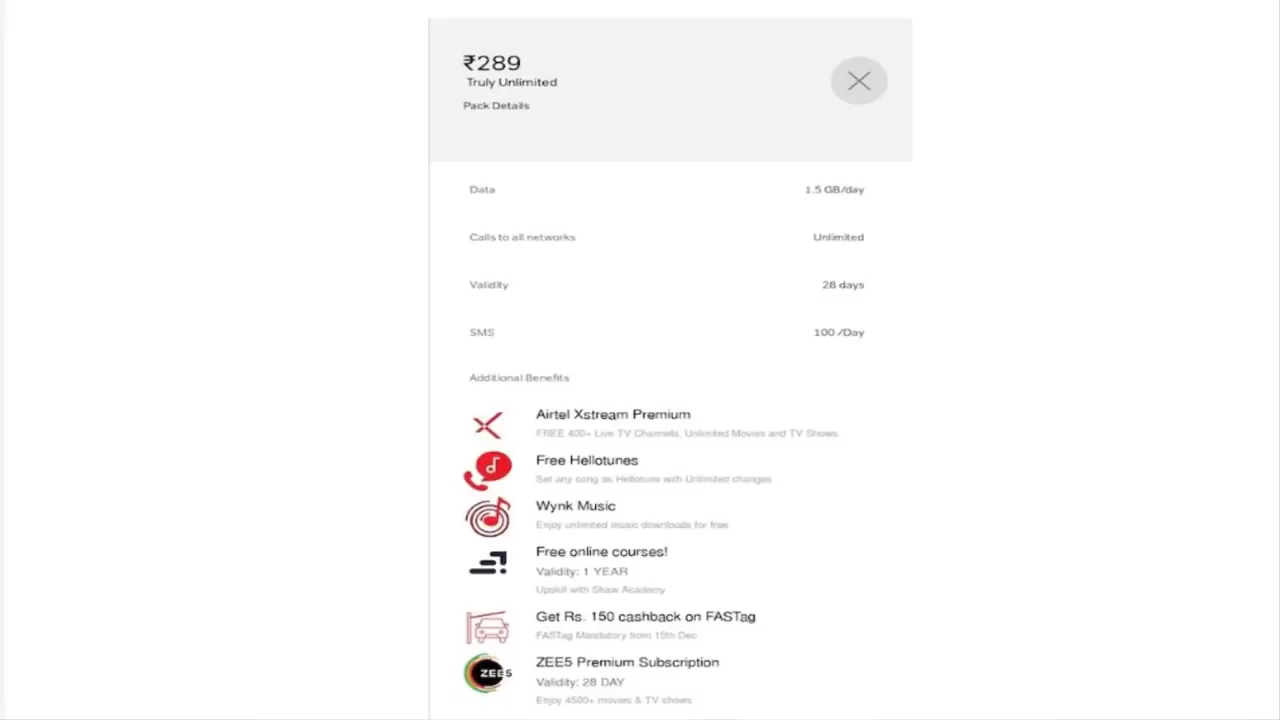 ₹289
Truly Unlimited
Pack Details
Data 1.5 GB/day
Calls to all networks Unlimited
Validity 28 days
SMS 100 /Day
Additional Benefits
Airtel Xstream Premium
FREE 400+ Live TV Channels, Unlimited Movies and TV Shows
Free Hellotunes
Set any song as Hellotune with Unlimited changes
Wynk Music
Enjoy unlimited music downloads for free
Free online courses!
Validity: 1 YEAR
Upskill with Shaw Academy
Get Rs. 150 cashback on FASTag
FASTag Mandatory from 15th Dec
ZEE5 Premium Subscription
ZEE5
Validity: 28 DAY
Enjoy 4500+ movies & TV shows